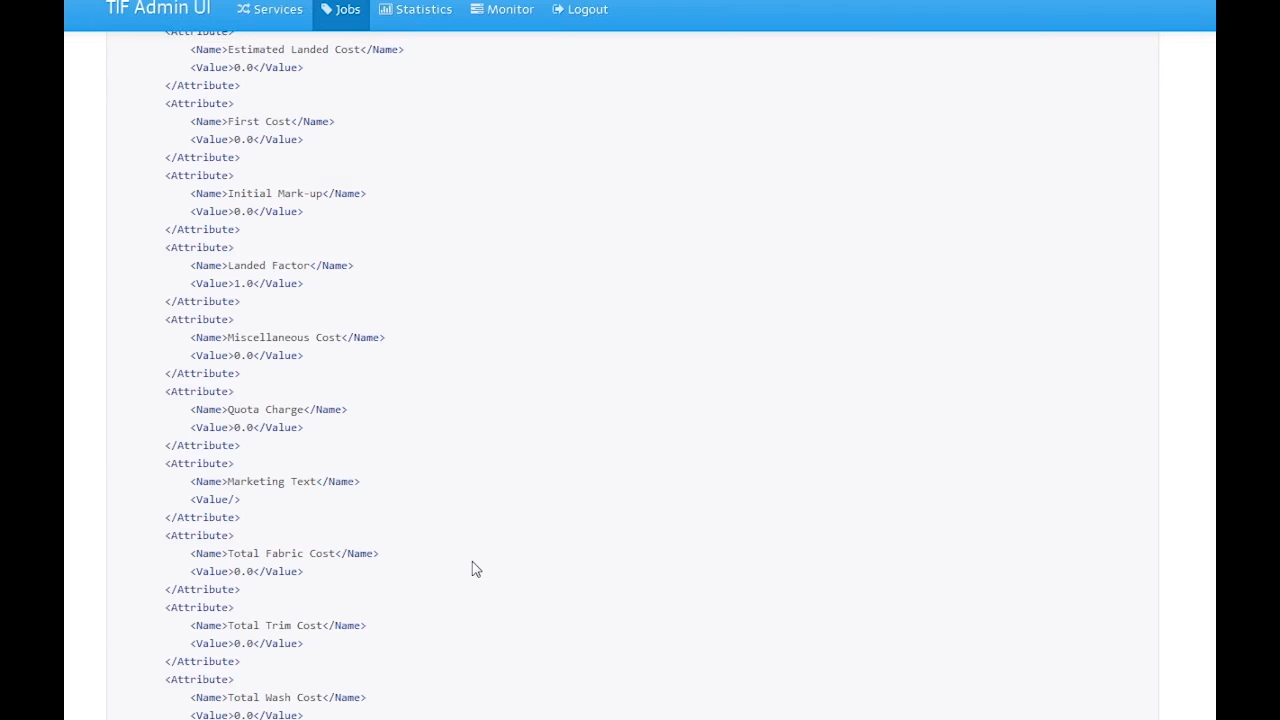 TIF Admin UI Services Jobs Statistics Monitor Logout
<Attribute>
<Name>Estimated Landed Cost</Name>
<Value>0.0</Value>
</Attribute>
<Attribute>
<Name>First Cost</Name>
<Value>0.0</Value>
</Attribute>
<Attribute>
<Name>Initial Mark-up</Name>
<Value>0.0</Value>
</Attribute>
<Attribute>
<Name>Landed Factor</Name>
<Value>1.0</Value>
</Attribute>
<Attribute>
<Name>Miscellaneous Cost</Name>
<Value>0.0</Value>
</Attribute>
<Attribute>
<Name>Quota Charge</Name>
<Value>0.0</Value>
</Attribute>
<Attribute>
<Name>Marketing Text</Name>
<Value/>
</Attribute>
<Attribute>
<Name>Total Fabric Cost</Name>
<Value>0.0</Value>
</Attribute>
<Attribute>
<Name>Total Trim Cost</Name>
<Value>0.0</Value>
</Attribute>
<Attribute>
<Name>Total Wash Cost</Name>
<Value>0.0</Value>